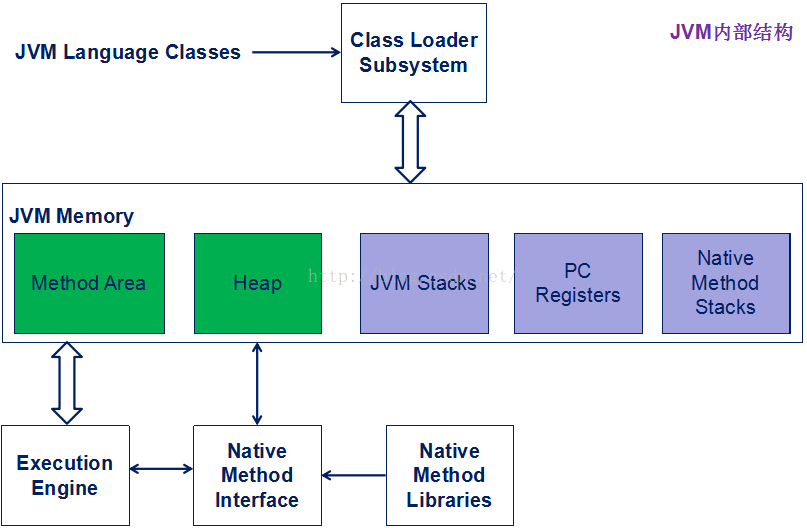 JVM内部结构
Class Loader
Subsystem
JVM Language Classes
JVM Memory
Method Area
Heap
JVM Stacks
PC
Registers
Native
Method
Stacks
Execution
Engine
Native
Method
Interface
Native
Method
Libraries